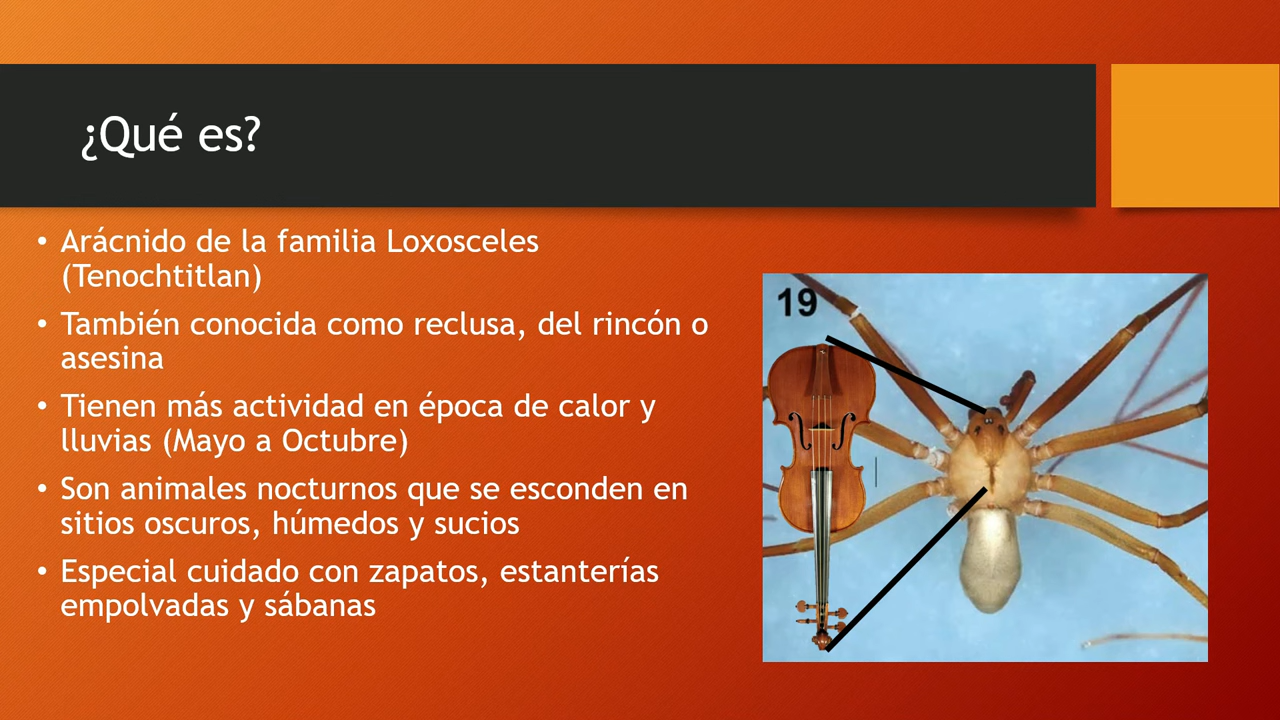 ¿Qué es?
• Arácnido de la familia Loxosceles
(Tenochtitlan)
• También conocida como reclusa, del rincón o
asesina
• Tienen más actividad en época de calor y
lluvias (Mayo a Octubre)
• Son animales nocturnos que se esconden en
sitios oscuros, húmedos y sucios
• Especial cuidado con zapatos, estanterías
empolvadas y sábanas
19